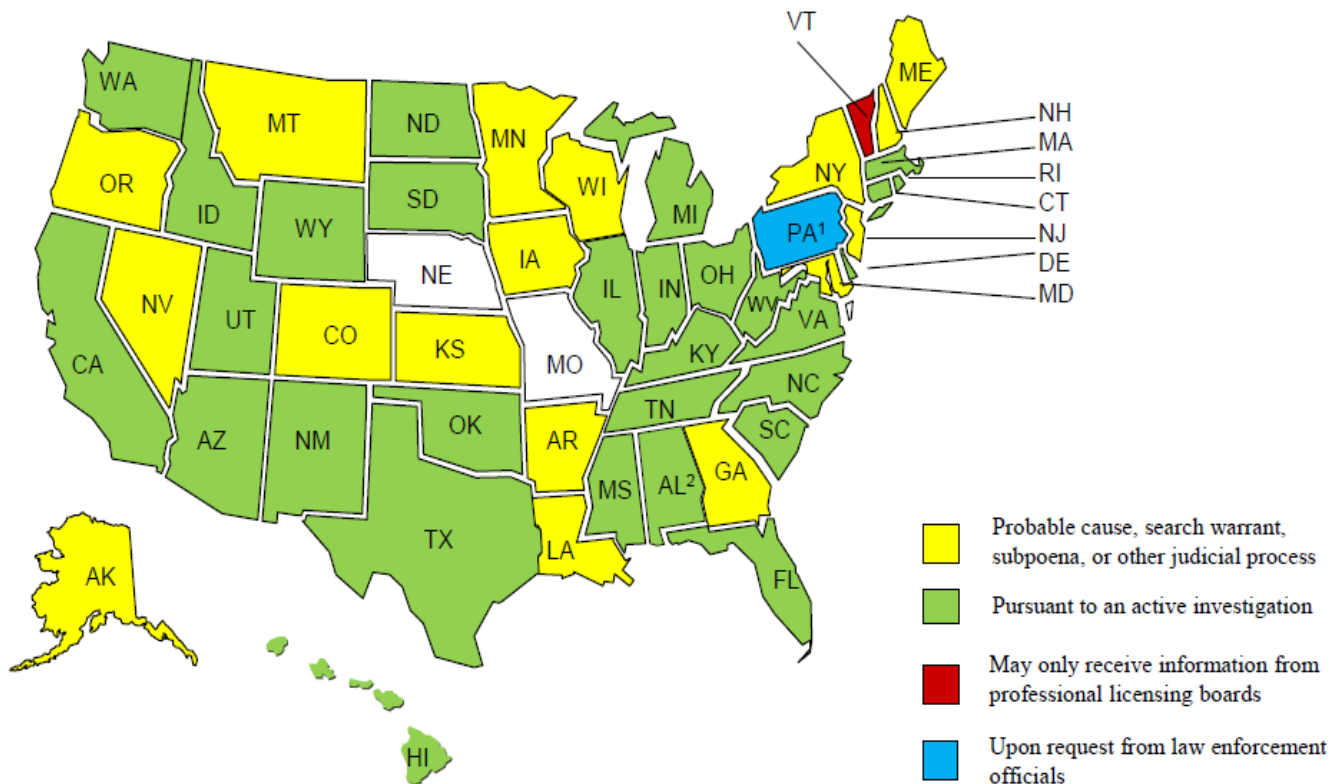 VT
ME
WA
MT
ND
MN
NH
MA
OR
NY
RI
ID
SD
WI
CT
WY
MI
PA¹
NJ
IA
DE
NE
OH
MD
NV
IL
IN
UT
CO
WV
VA
KS
KY
CA
MO
NC
TN
OK
AZ
NM
AR
SC
GA
MS
AL²
TX
LA
FL
AK
HI
Probable cause, search warrant,
subpoena, or other judicial process
Pursuant to an active investigation
May only receive information from
professional licensing boards
Upon request from law enforcement
officials